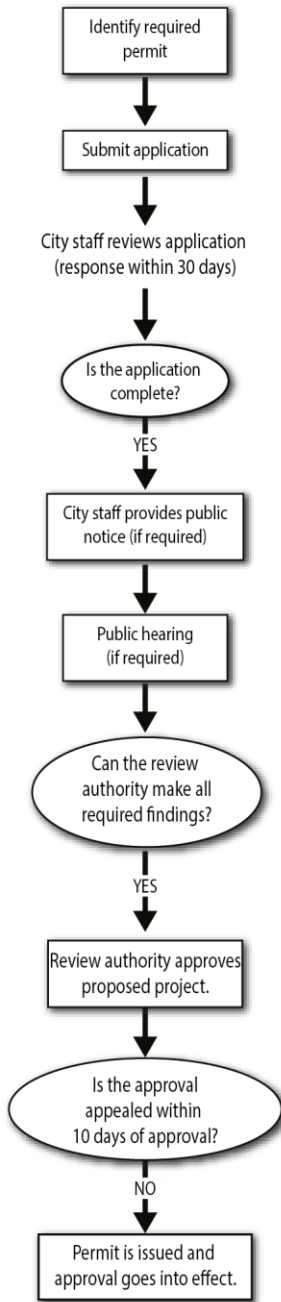 Identify required
permit
Submit application
City staff reviews application
(response within 30 days)
Is the application
complete?
YES
City staff provides public
notice (if required)
Public hearing
(if required)
Can the review
authority make all
required findings?
YES
Review authority approves
proposed project.
Is the approval
appealed within
10 days of approval?
NO
Permit is issued and
approval goes into effect.